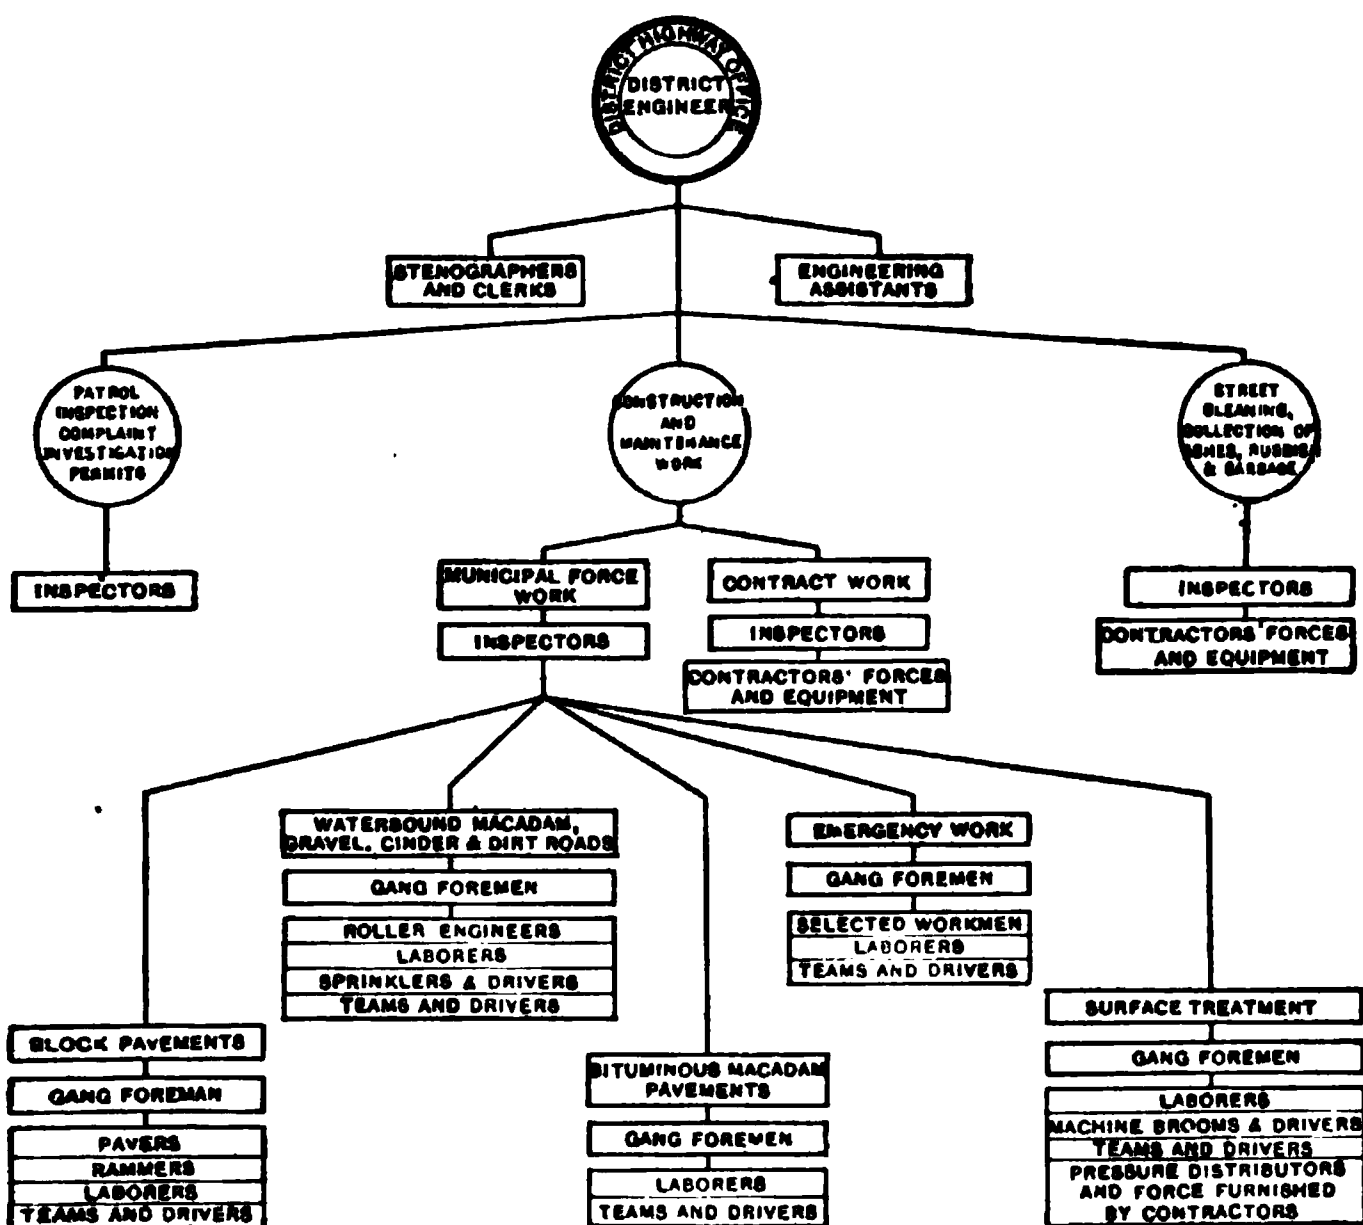 DISTRICT HIGHWAY OFFICE
DISTRICT
ENGINEER
STENOGRAPHERS
AND CLERKS
ENGINEERING
ASSISTANTS
PATROL
INSPECTION
COMPLAINT
INVESTIGATION
PERMITS
CONSTRUCTION
AND
MAINTENANCE
WORK
STREET
CLEANING,
COLLECTION OF
ASHES, RUBBISH
& GARBAGE
INSPECTORS
MUNICIPAL FORCE
WORK
INSPECTORS
CONTRACT WORK
INSPECTORS
CONTRACTORS' FORCES
AND EQUIPMENT
INSPECTORS
CONTRACTORS' FORCES
AND EQUIPMENT
BLOCK PAVEMENTS
GANG FOREMAN
PAVERS
RAMMERS
LABORERS
TEAMS AND DRIVERS
WATERBOUND MACADAM,
GRAVEL, CINDER & DIRT ROADS
GANG FOREMEN
ROLLER ENGINEERS
LABORERS
SPRINKLERS & DRIVERS
TEAMS AND DRIVERS
BITUMINOUS MACADAM
PAVEMENTS
GANG FOREMEN
LABORERS
TEAMS AND DRIVERS
EMERGENCY WORK
GANG FOREMEN
SELECTED WORKMEN
LABORERS
TEAMS AND DRIVERS
SURFACE TREATMENT
GANG FOREMEN
LABORERS
MACHINE BROOMS & DRIVERS
TEAMS AND DRIVERS
PRESSURE DISTRIBUTORS
AND FORCE FURNISHED
BY CONTRACTORS